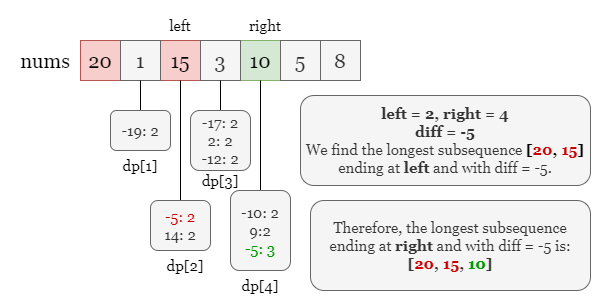 left right
nums 20 1 15 3 10 5 8
-19: 2
dp[1]
-17: 2
2: 2
-12: 2
dp[3]
-5: 2
14: 2
dp[2]
-10: 2
9:2
-5: 3
dp[4]
left = 2, right = 4
diff = -5
We find the longest subsequence [20, 15]
ending at left and with diff = -5.
Therefore, the longest subsequence
ending at right and with diff = -5 is:
[20, 15, 10]